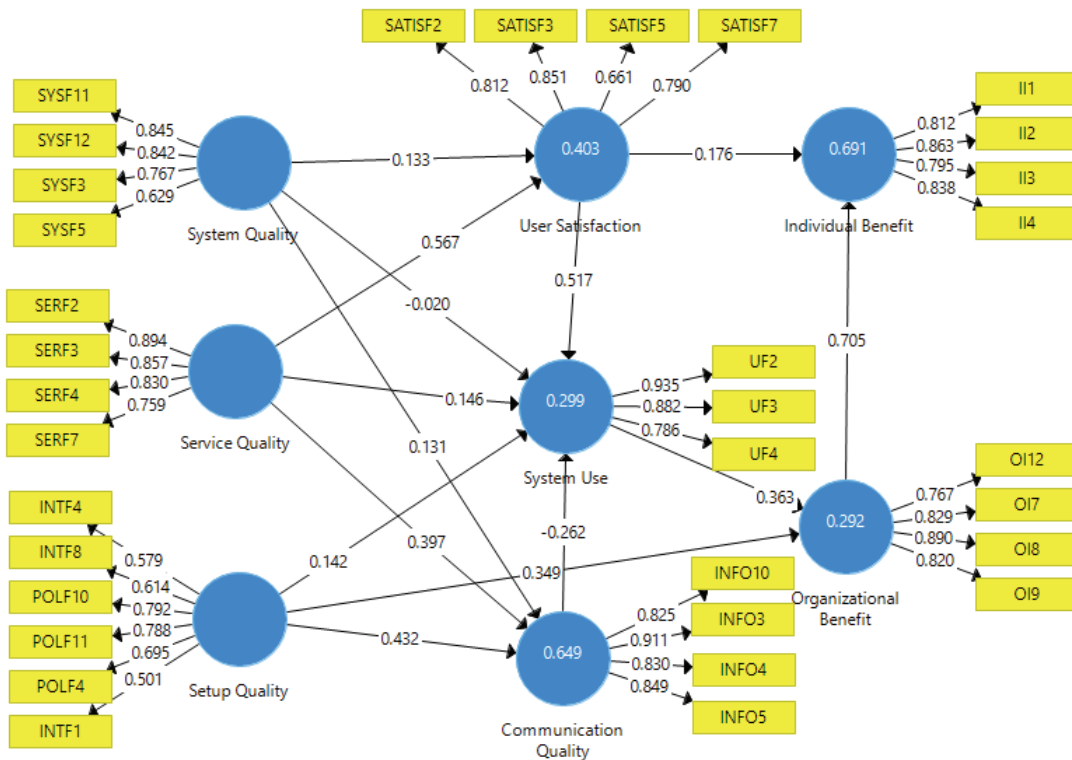 SATISF2
SATISF3
SATISF5
SATISF7
0.812
0.851
0.661
0.790
SYSF11
SYSF12
SYSF3
SYSF5
0.845
0.842
0.767
0.629
System Quality
0.133
0.403
User Satisfaction
0.176
0.691
Individual Benefit
0.812
0.863
0.795
0.838
II1
II2
II3
II4
0.567
-0.020
0.517
0.705
SERF2
SERF3
SERF4
SERF7
0.894
0.857
0.830
0.759
Service Quality
0.146
0.131
0.397
0.299
System Use
0.935
0.882
0.786
UF2
UF3
UF4
0.363
-0.262
0.142
0.349
0.432
INTF4
INTF8
POLF10
POLF11
POLF4
INTF1
0.579
0.614
0.792
0.788
0.695
0.501
Setup Quality
0.649
Communication
Quality
0.825
0.911
0.830
0.849
INFO10
INFO3
INFO4
INFO5
0.292
Organizational
Benefit
0.767
0.829
0.890
0.820
OI12
OI7
OI8
OI9